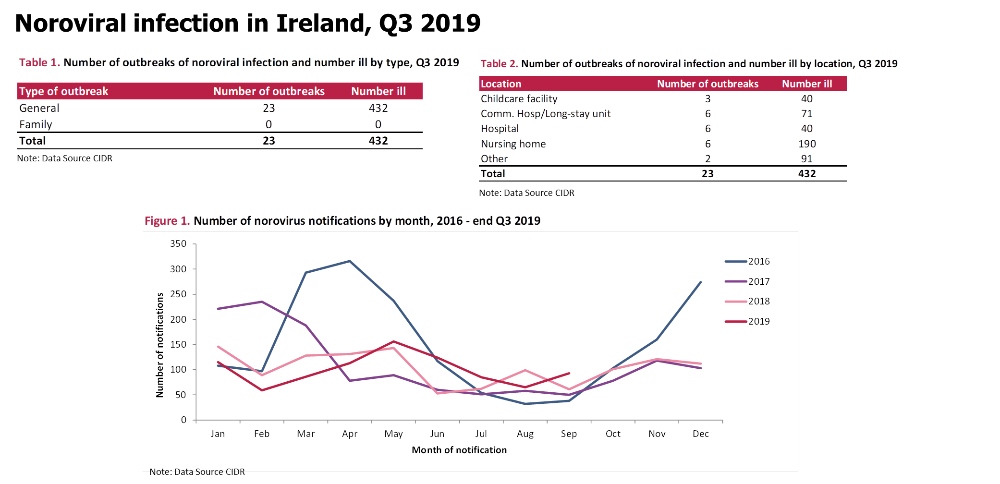 Noroviral infection in Ireland, Q3 2019
Table 1. Number of outbreaks of noroviral infection and number ill by type, Q3 2019
Type of outbreak Number of outbreaks Number ill
General 23 432
Family 0 0
Total 23 432
Note: Data Source CIDR
Table 2. Number of outbreaks of noroviral infection and number ill by location, Q3 2019
Location Number of outbreaks Number ill
Childcare facility 3 40
Comm. Hosp/Long-stay unit 6 71
Hospital 6 40
Nursing home 6 190
Other 2 91
Total 23 432
Note: Data Source CIDR
Figure 1. Number of norovirus notifications by month, 2016 - end Q3 2019
Number of notifications
350
300
250
200
150
100
50
0
Jan Feb Mar Apr May Jun Jul Aug Sep Oct Nov Dec
Month of notification
2016
2017
2018
2019
Note: Data Source CIDR